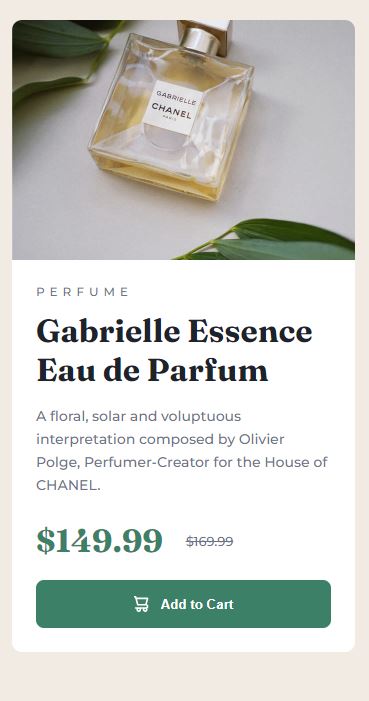 GABRIELLE
CHANEL
PARIS
PERFUME
Gabrielle Essence
Eau de Parfum
A floral, solar and voluptuous
interpretation composed by Olivier
Polge, Perfumer-Creator for the House of
CHANEL.
$149.99 $169.99
Add to Cart